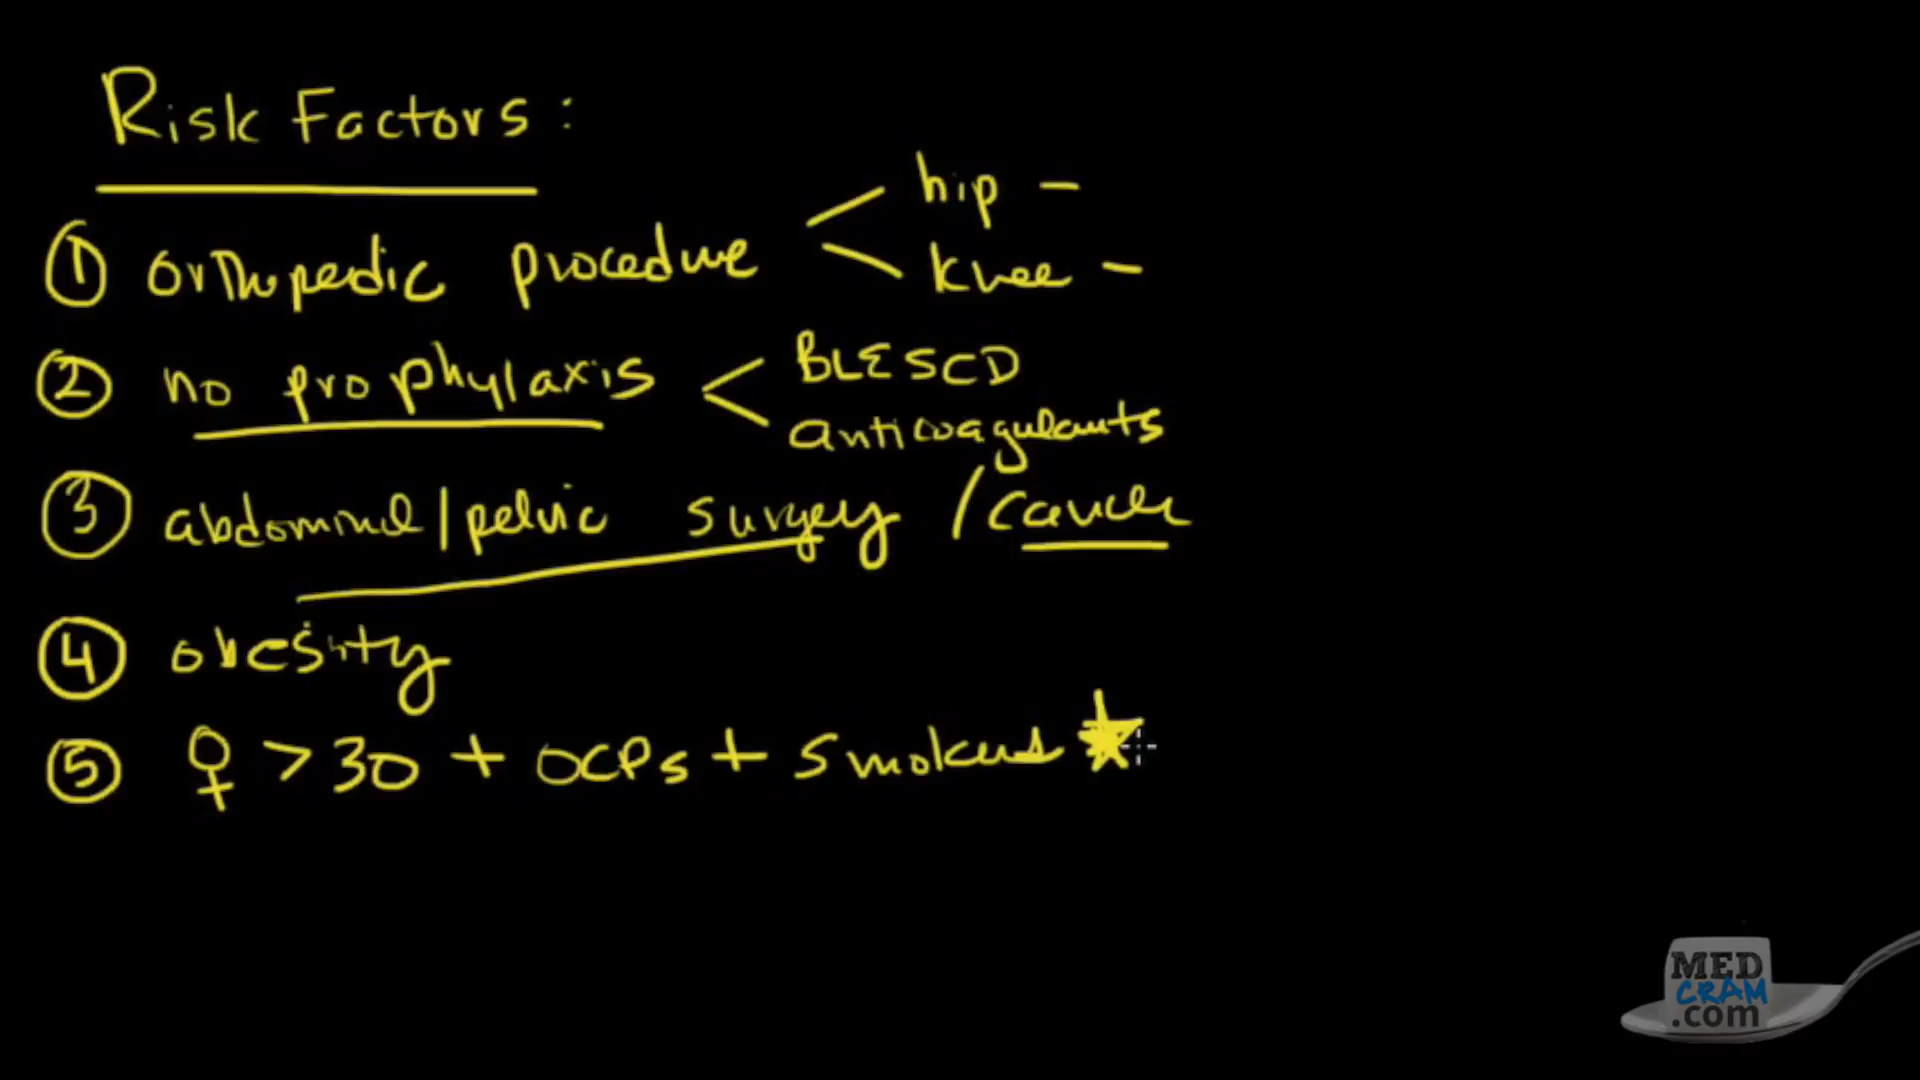 Risk Factors:
hip -
① orthopedic procedure
knee -
② no prophylaxis
BLESCD
anticoagulants
③ abdominal/pelvic surgery /cancer
④ obesity
⑤ ♀ > 30 + OCPs + smokers ★
MED
CRAM
.com